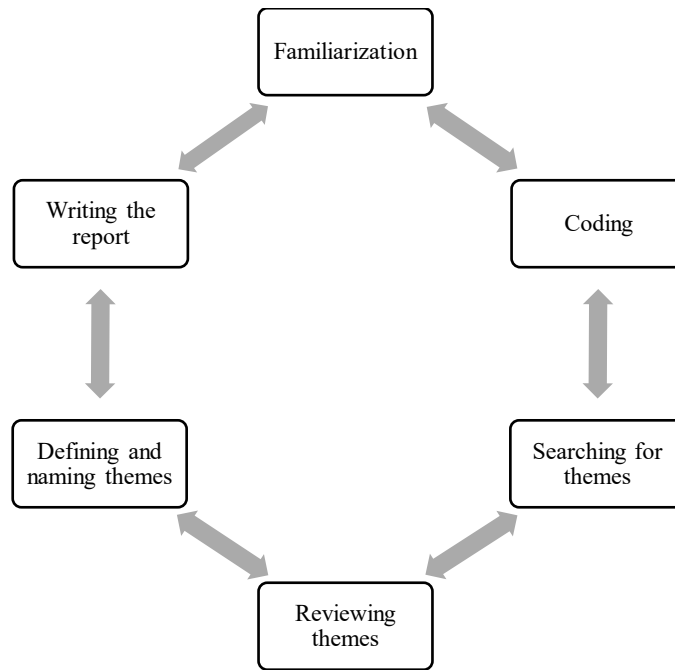 Familiarization
Writing the
report
Coding
Defining and
naming themes
Searching for
themes
Reviewing
themes